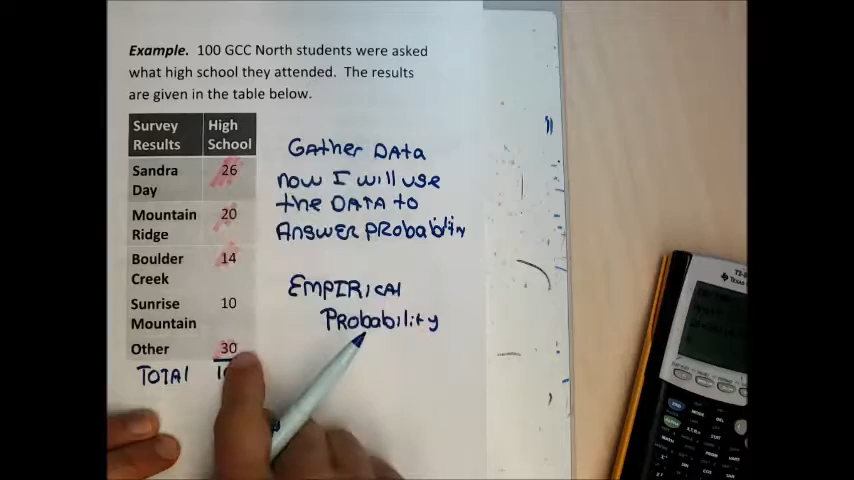 Example. 100 GCC North students were asked
what high school they attended. The results
are given in the table below.
Survey Results High School
Sandra Day 26
Mountain Ridge 20
Boulder Creek 14
Sunrise Mountain 10
Other 30
TOTAL
GAther DAtA
now I will use
the DATA to
Answer Probability
EMPIRICAl
PRobability